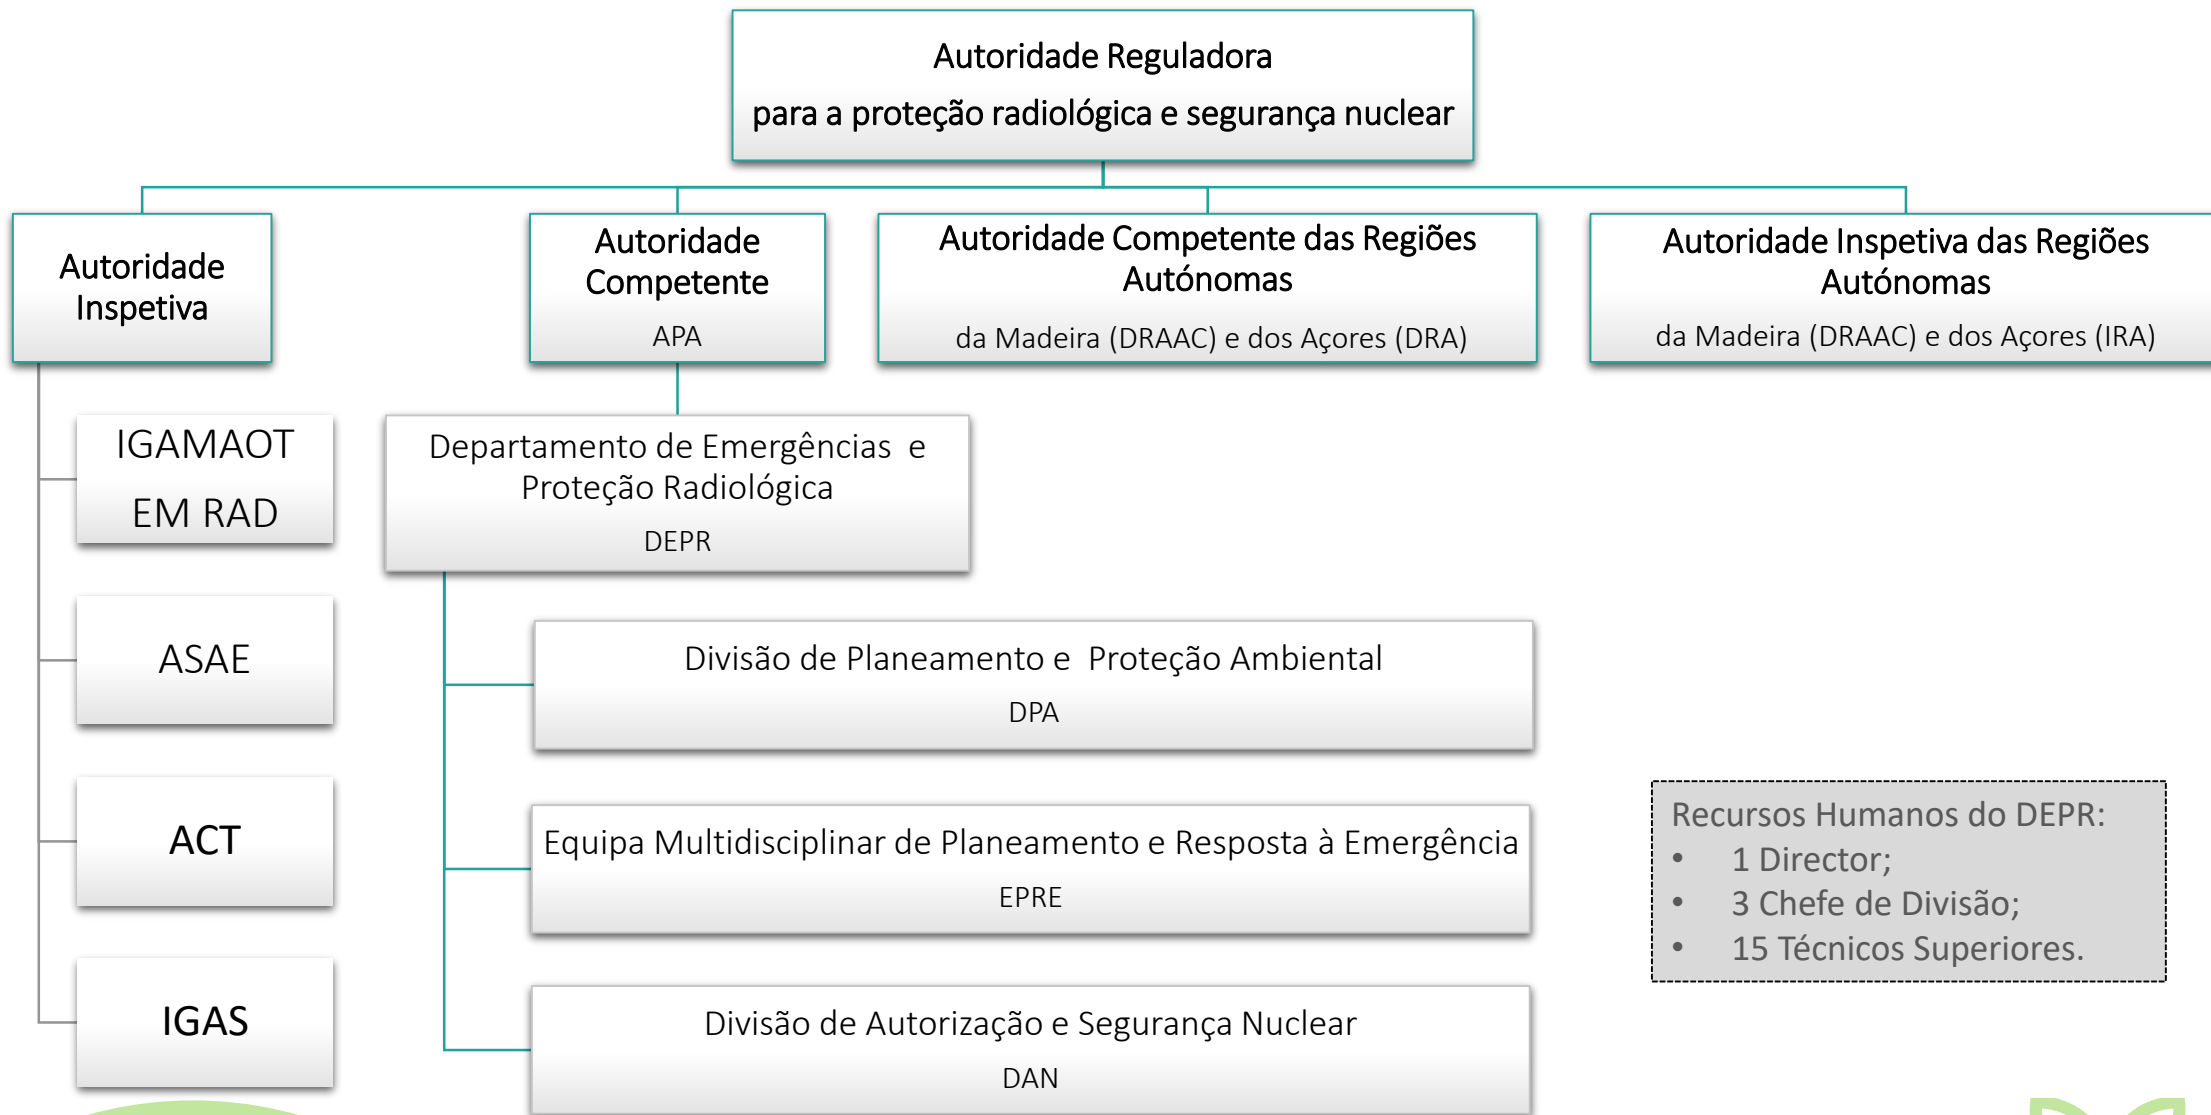 Autoridade Reguladora
para a proteção radiológica e segurança nuclear
Autoridade
Inspetiva
Autoridade
Competente
APA
Autoridade Competente das Regiões
Autónomas
da Madeira (DRAAC) e dos Açores (DRA)
Autoridade Inspetiva das Regiões
Autónomas
da Madeira (DRAAC) e dos Açores (IRA)
IGAMAOT
EM RAD
ASAE
ACT
IGAS
Departamento de Emergências e
Proteção Radiológica
DEPR
Divisão de Planeamento e Proteção Ambiental
DPA
Equipa Multidisciplinar de Planeamento e Resposta à Emergência
EPRE
Divisão de Autorização e Segurança Nuclear
DAN
Recursos Humanos do DEPR:
• 1 Director;
• 3 Chefe de Divisão;
• 15 Técnicos Superiores.